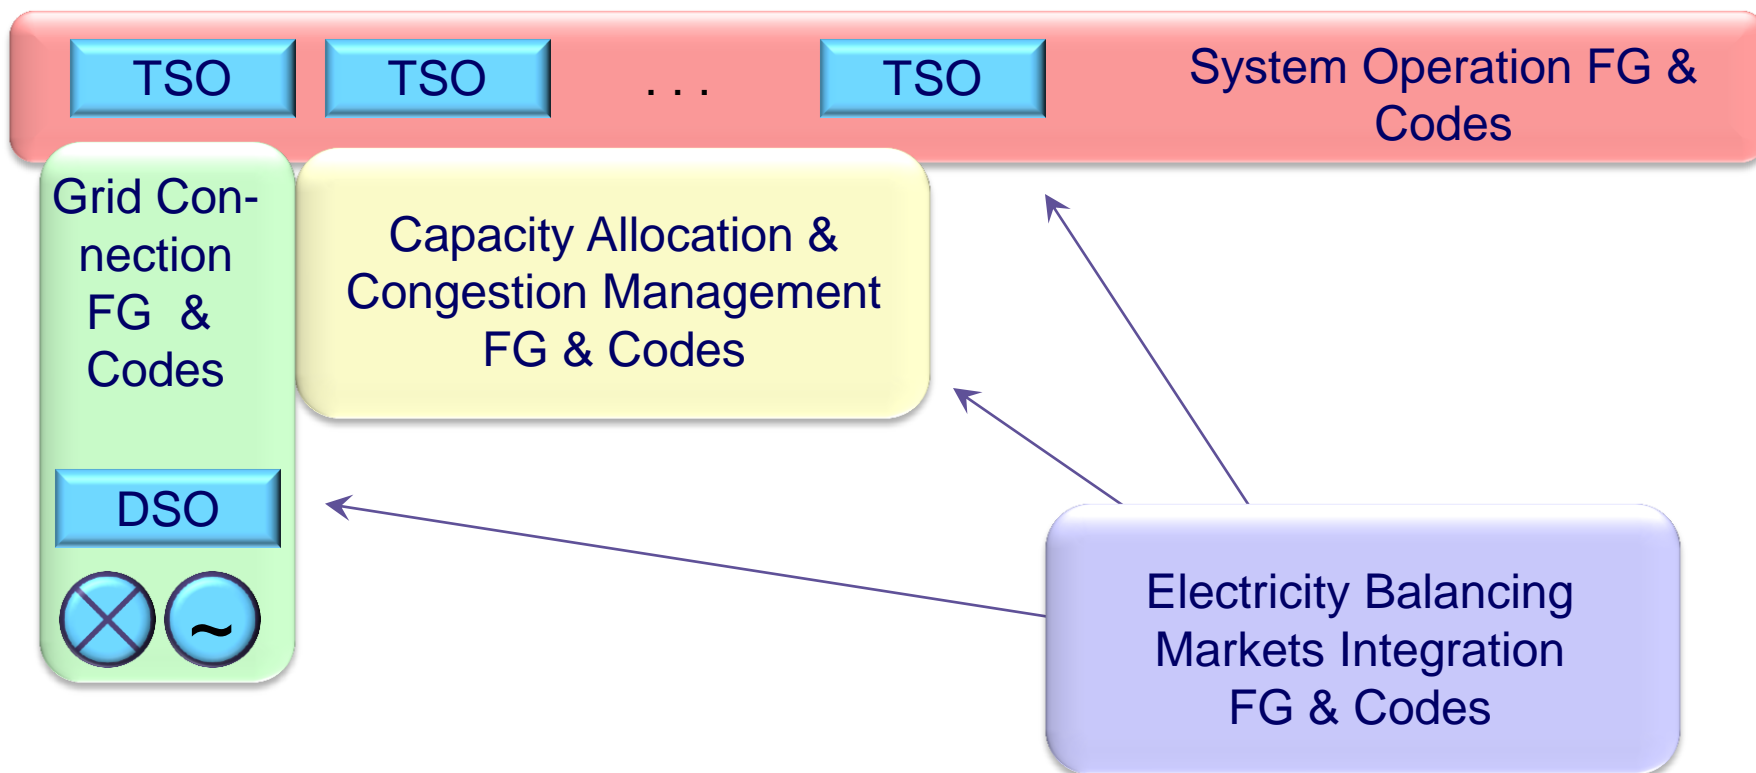 TSO TSO . . . TSO
System Operation FG &
Codes
Grid Con-
nection
FG &
Codes
Capacity Allocation &
Congestion Management
FG & Codes
DSO
~
Electricity Balancing
Markets Integration
FG & Codes